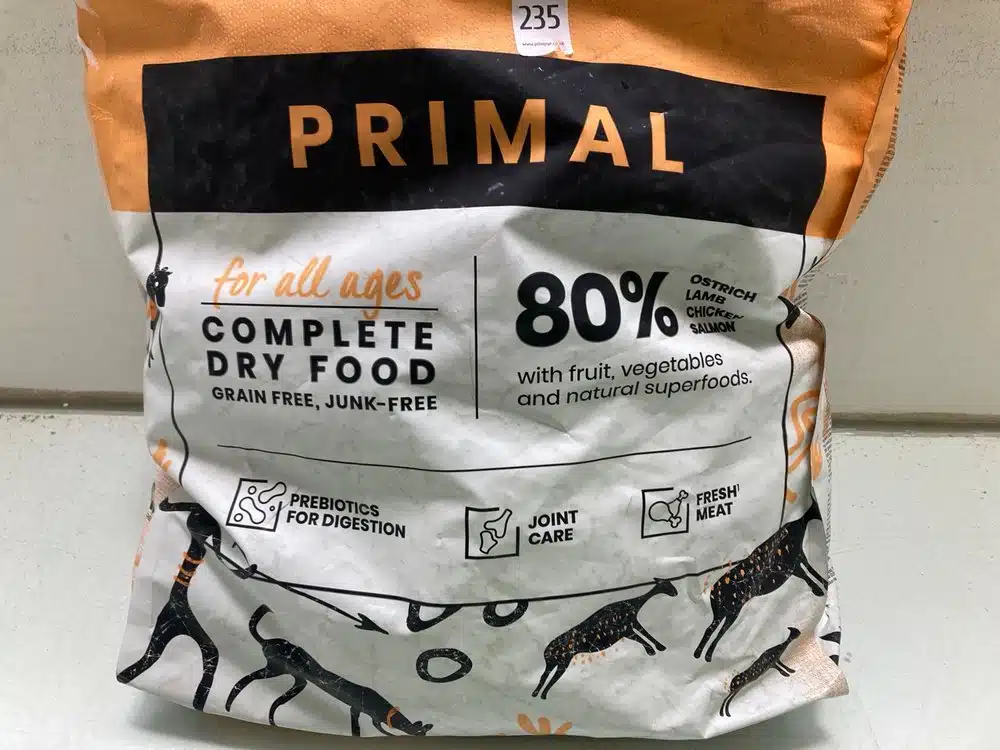 235
PRIMAL
for all ages
COMPLETE
DRY FOOD
GRAIN FREE, JUNK-FREE
80%
OSTRICH
LAMB
CHICKEN
SALMON
with fruit, vegetables
and natural superfoods.
PREBIOTICS
FOR DIGESTION
JOINT
CARE
FRESH¹
MEAT